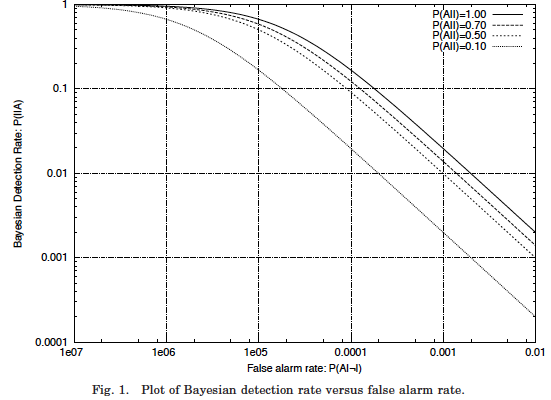 1
0.1
0.01
0.001
0.0001
Bayesian Detection Rate: P(I|A)
P(A|I)=1.00
P(A|I)=0.70
P(A|I)=0.50
P(A|I)=0.10
1e07 1e06 1e05 0.0001 0.001 0.01
False alarm rate: P(A|¬I)
Fig. 1. Plot of Bayesian detection rate versus false alarm rate.